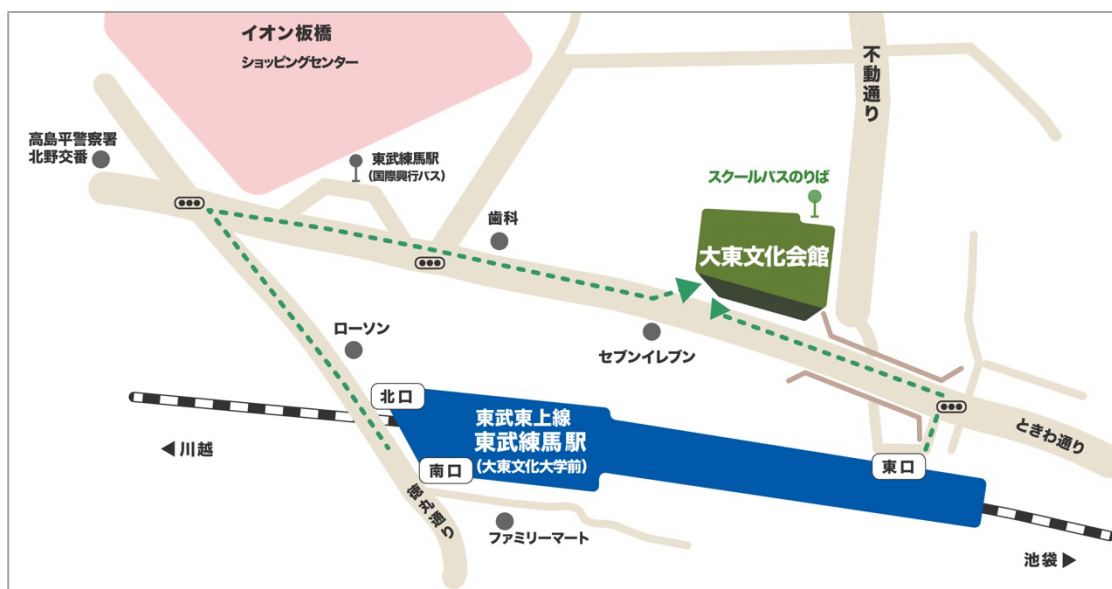 イオン板橋
ショッピングセンター
不動通り
高島平警察署
北野交番
東武練馬駅
（国際興行バス）
スクールバスのりば
歯科
大東文化会館
ローソン
セブンイレブン
北口
東武東上線
東武練馬駅
（大東文化大学前）
ときわ通り
◀川越
南口
東口
徳丸通り
ファミリーマート
池袋▶